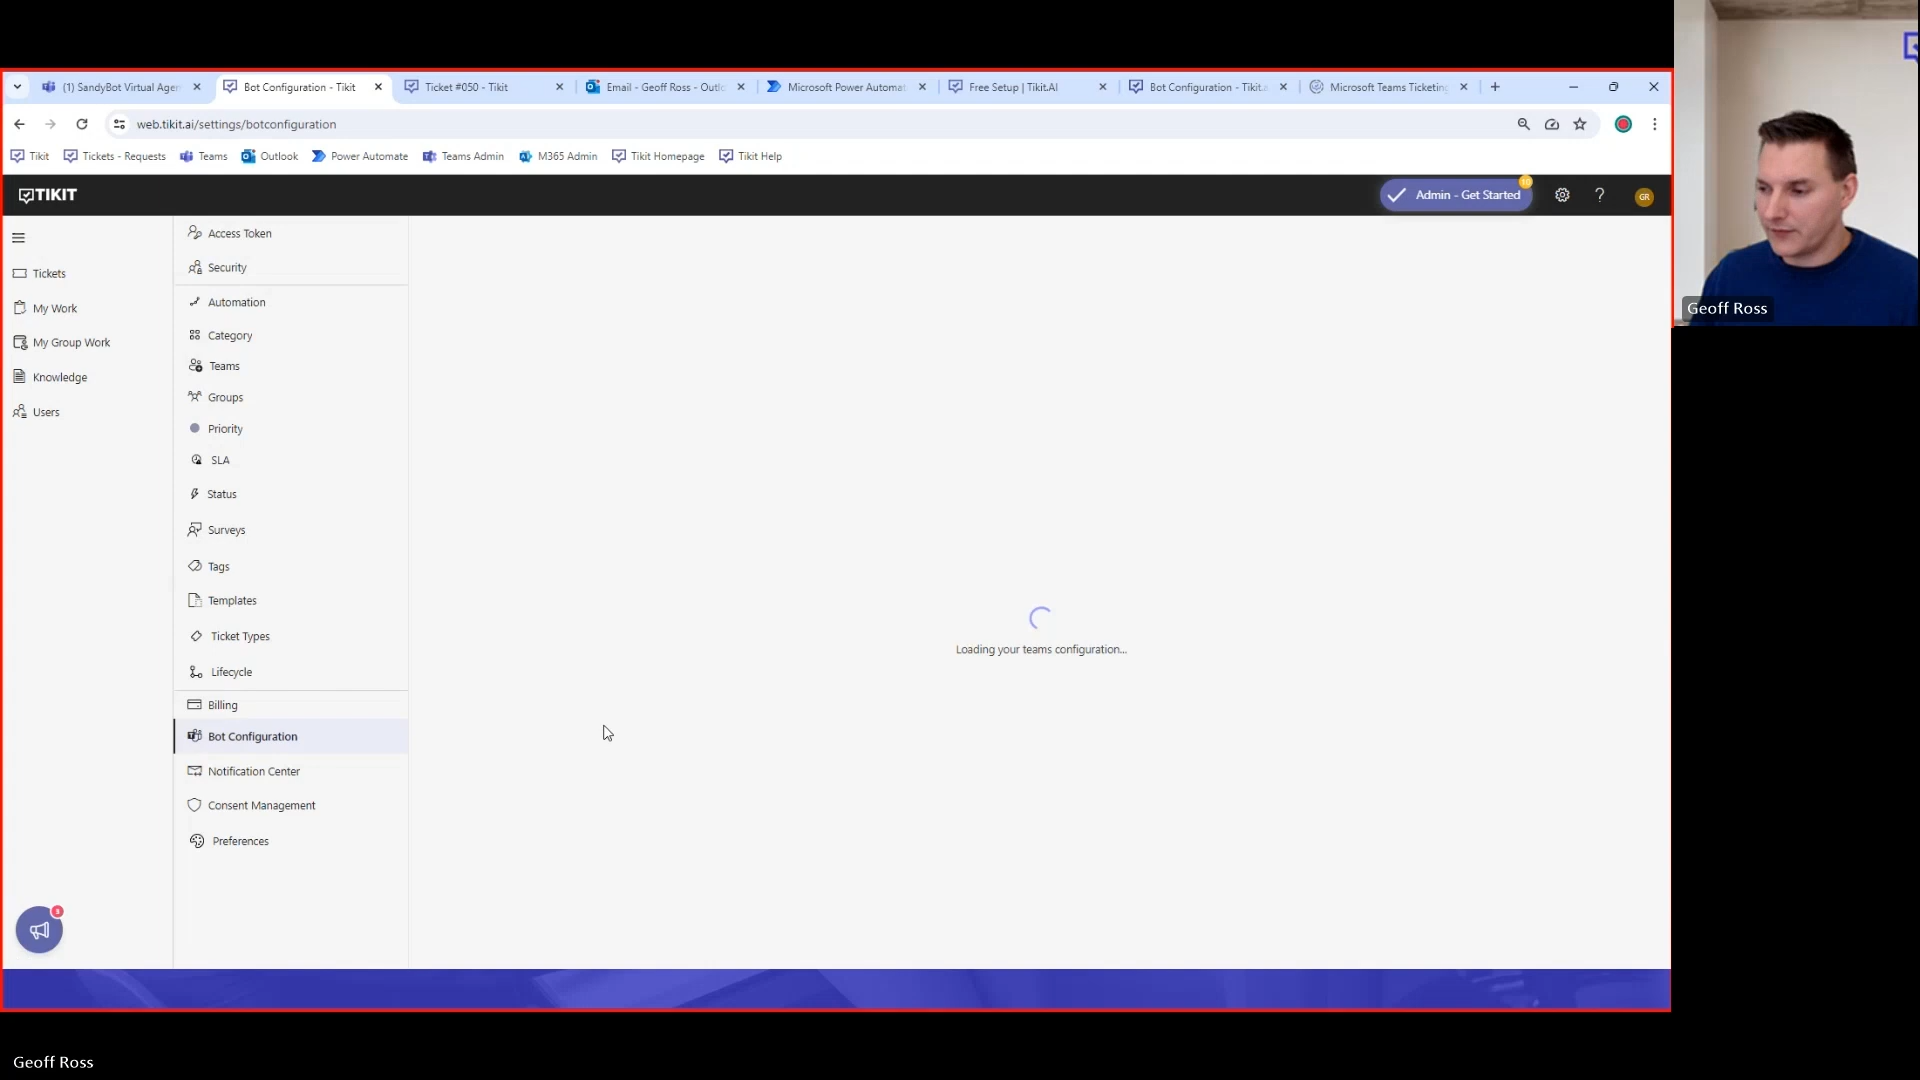 (1) SandyBot Virtual Agen
Bot Configuration - Tikit
Ticket #050 - Tikit
Email - Geoff Ross - Outlo
Microsoft Power Automat
Free Setup | Tikit.AI
Bot Configuration - Tikit.a
Microsoft Teams Ticketing
web.tikit.ai/settings/botconfiguration
Tikit
Tickets - Requests
Teams
Outlook
Power Automate
Teams Admin
M365 Admin
Tikit Homepage
Tikit Help
TIKIT
Admin - Get Started
?
GR
Tickets
My Work
My Group Work
Knowledge
Users
Access Token
Security
Automation
Category
Teams
Groups
Priority
SLA
Status
Surveys
Tags
Templates
Ticket Types
Lifecycle
Billing
Bot Configuration
Notification Center
Consent Management
Preferences
Loading your teams configuration...
3
Geoff Ross
Geoff Ross